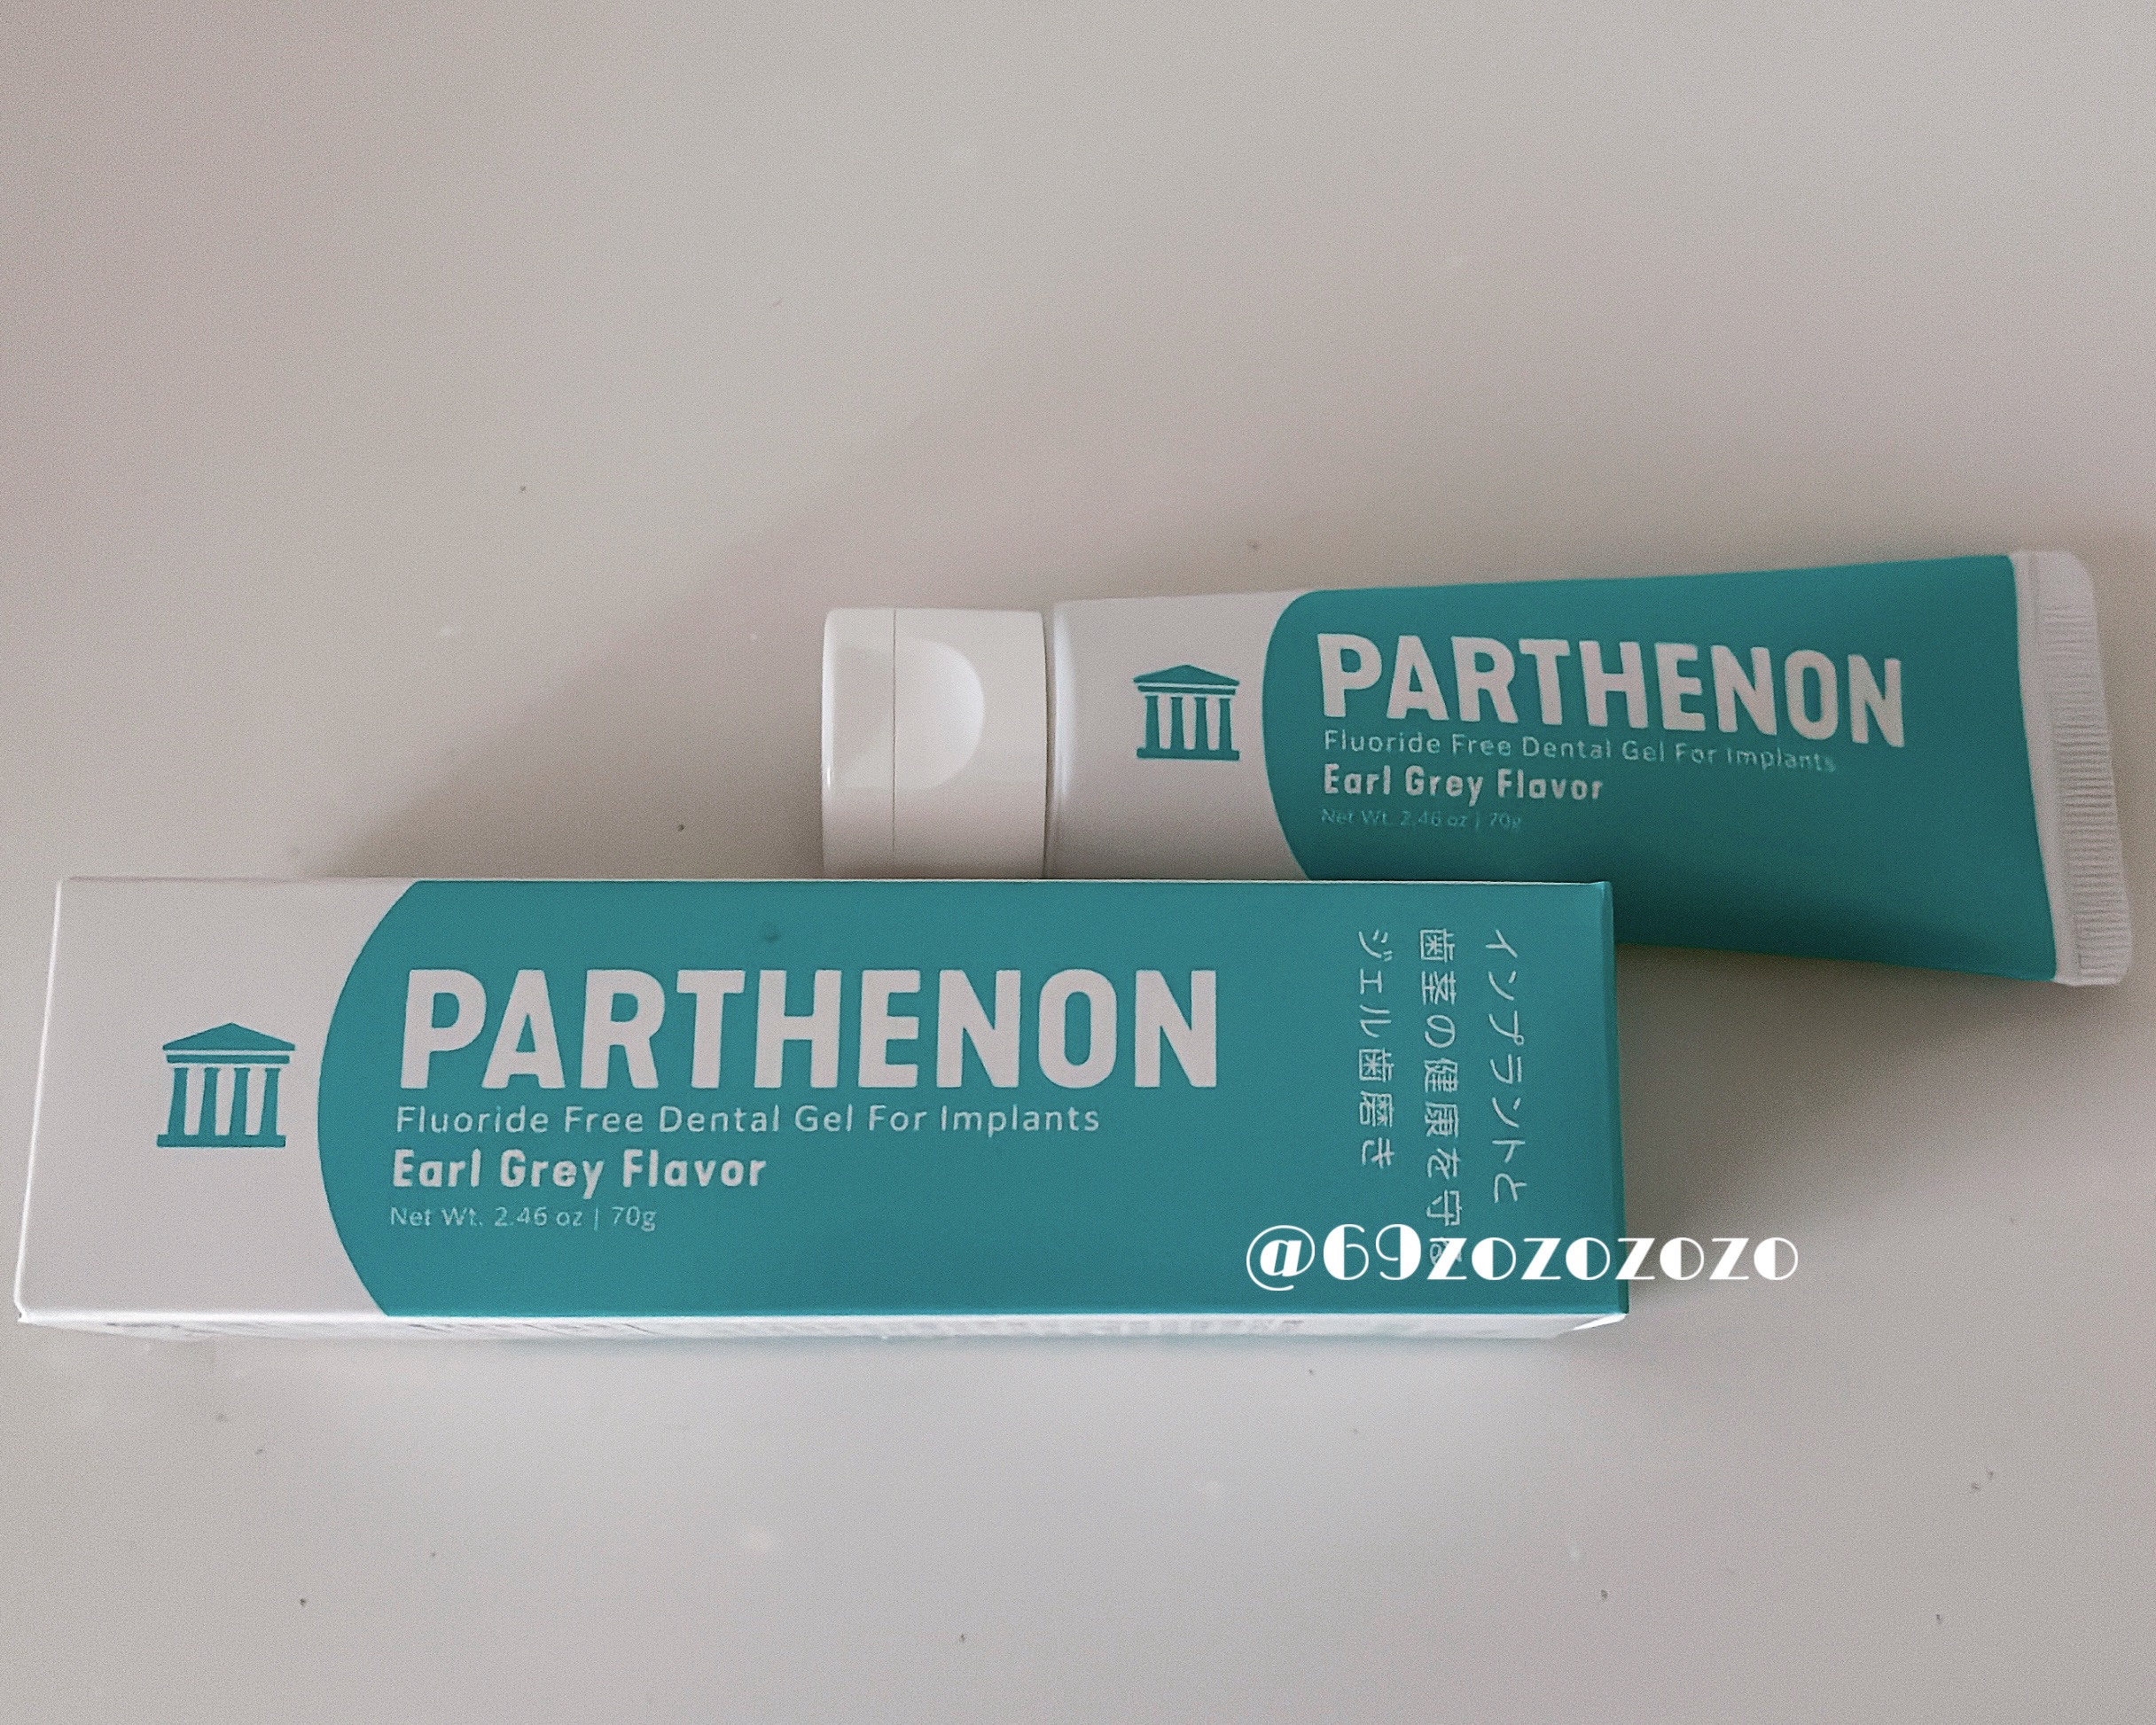 PARTHENON
Fluoride Free Dental Gel For Implants
Earl Grey Flavor
Net Wt. 2.46 oz | 70g
PARTHENON
Fluoride Free Dental Gel For Implants
Earl Grey Flavor
Net Wt. 2.46 oz | 70g
インプラントと
歯茎の健康を守る
ジェル歯磨き
@69zozozozo